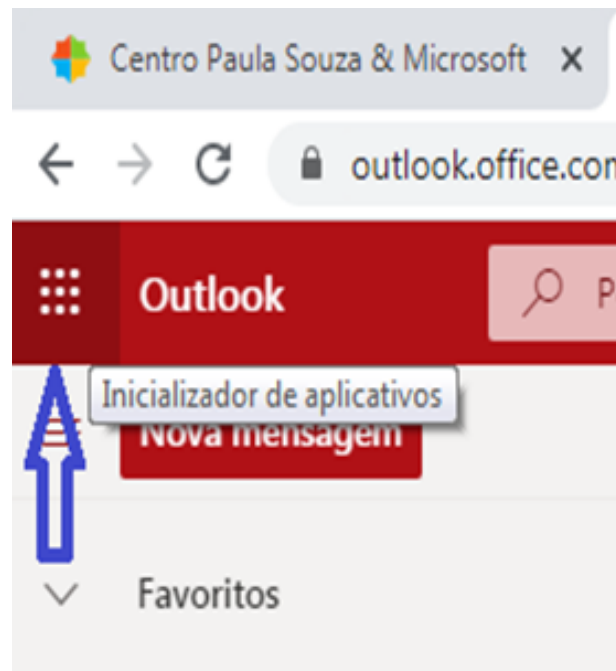 Centro Paula Souza & Microsoft
outlook.office.com
Outlook
P
Inicializador de aplicativos
Nova mensagem
Favoritos